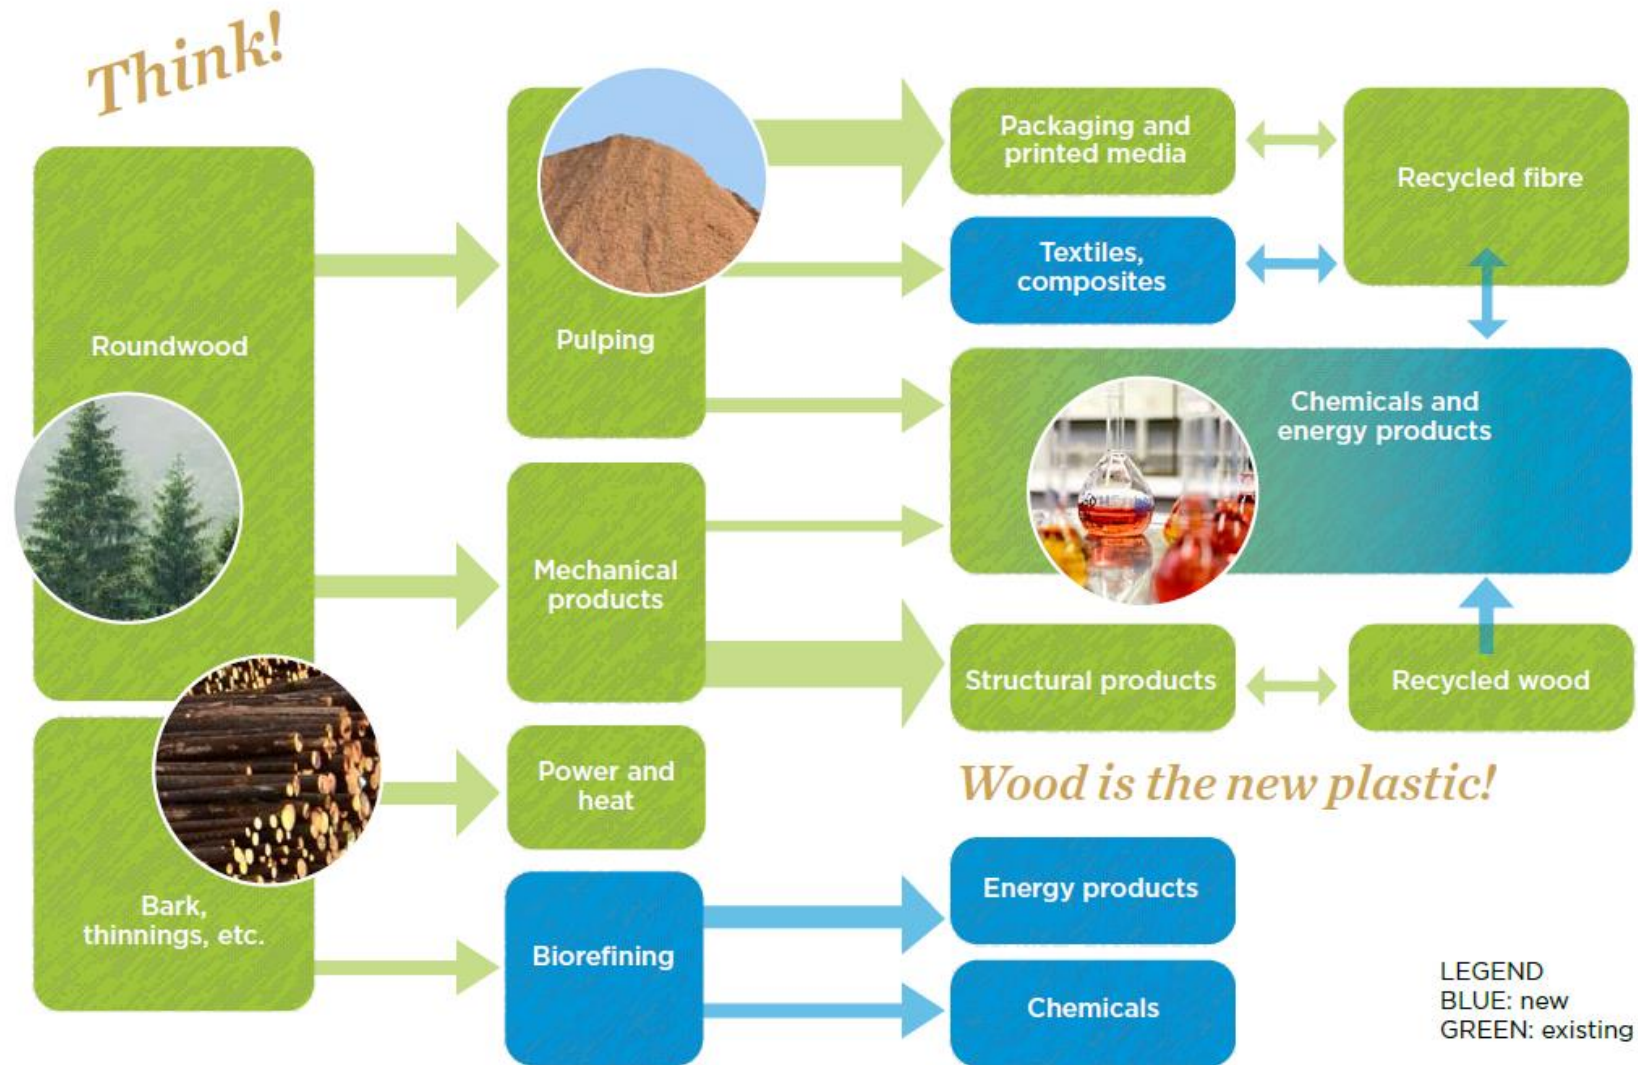 Think!
Roundwood
Bark,
thinnings, etc.
Pulping
Mechanical
products
Power and
heat
Biorefining
Packaging and
printed media
Textiles,
composites
Recycled fibre
Chemicals and
energy products
Structural products
Recycled wood
Wood is the new plastic!
Energy products
Chemicals
LEGEND
BLUE: new
GREEN: existing